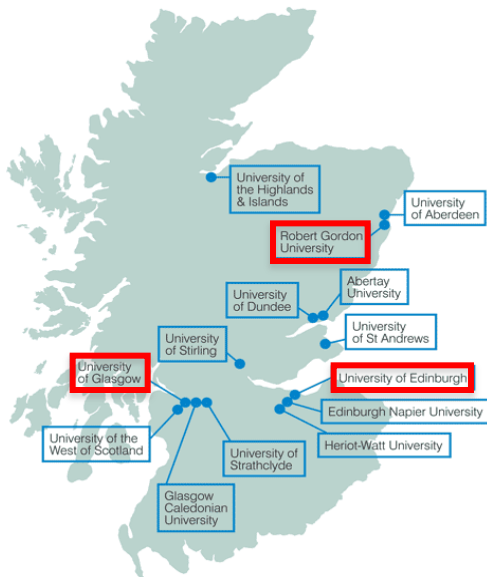 University of
the Highlands
& Islands
University
of Aberdeen
Robert Gordon
University
Abertay
University
University
of Dundee
University
of St Andrews
University
of Stirling
University
of Glasgow
University of Edinburgh
Edinburgh Napier University
University of the
West of Scotland
University of
Strathclyde
Heriot-Watt University
Glasgow
Caledonian
University